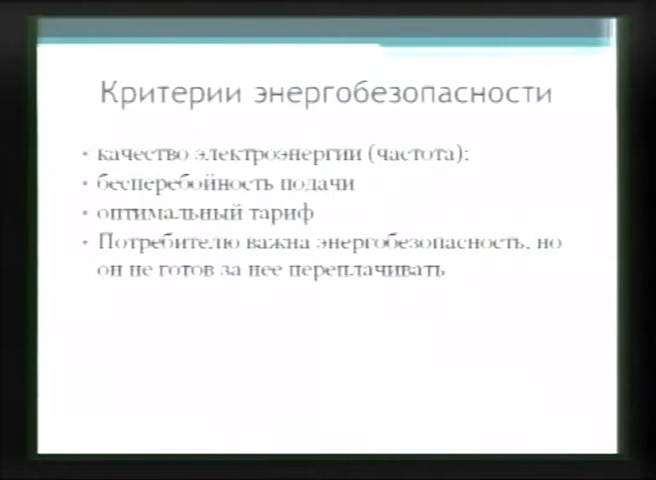 Критерии энергобезопасности
• качество электроэнергии (частота):
• бесперебойность подачи
• оптимальный тариф
• Потребителю важна энергобезопасность, но
он не готов за нее переплачивать